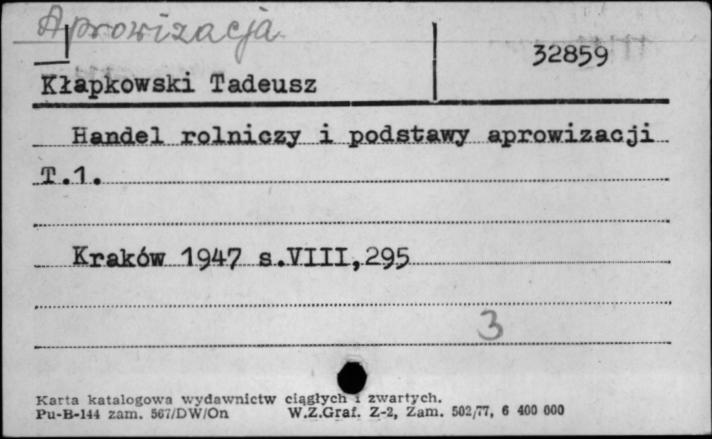 Aprowizacja
32859
Kłapkowski Tadeusz
Handel rolniczy i podstawy aprowizacji
T.1.
Kraków 1947 s.VIII,295
3
Karta katalogowa wydawnictw ciągłych i zwartych.
Pu-B-144 zam. 567/DW/On W.Z.Graf. Z-2, Zam. 502/77, 6 400 000